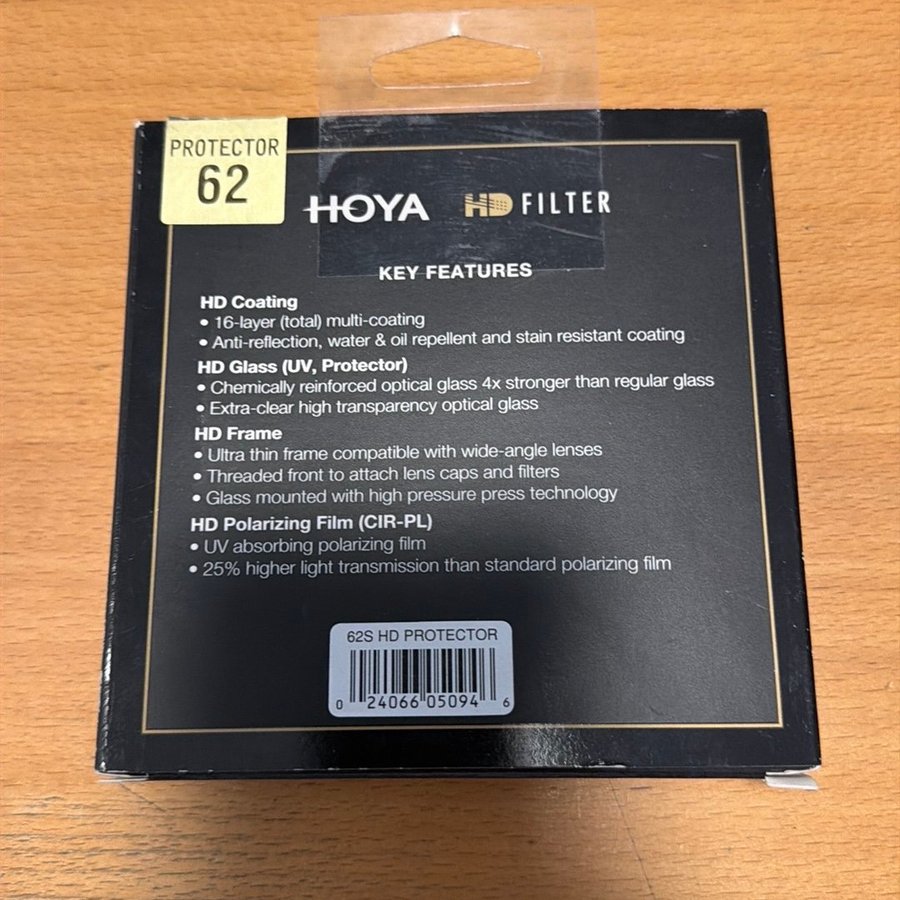 PROTECTOR
62
HOYA HD FILTER
KEY FEATURES
HD Coating
• 16-layer (total) multi-coating
• Anti-reflection, water & oil repellent and stain resistant coating
HD Glass (UV, Protector)
• Chemically reinforced optical glass 4x stronger than regular glass
• Extra-clear high transparency optical glass
HD Frame
• Ultra thin frame compatible with wide-angle lenses
• Threaded front to attach lens caps and filters
• Glass mounted with high pressure press technology
HD Polarizing Film (CIR-PL)
• UV absorbing polarizing film
• 25% higher light transmission than standard polarizing film
62S HD PROTECTOR
0 24066 05094 6